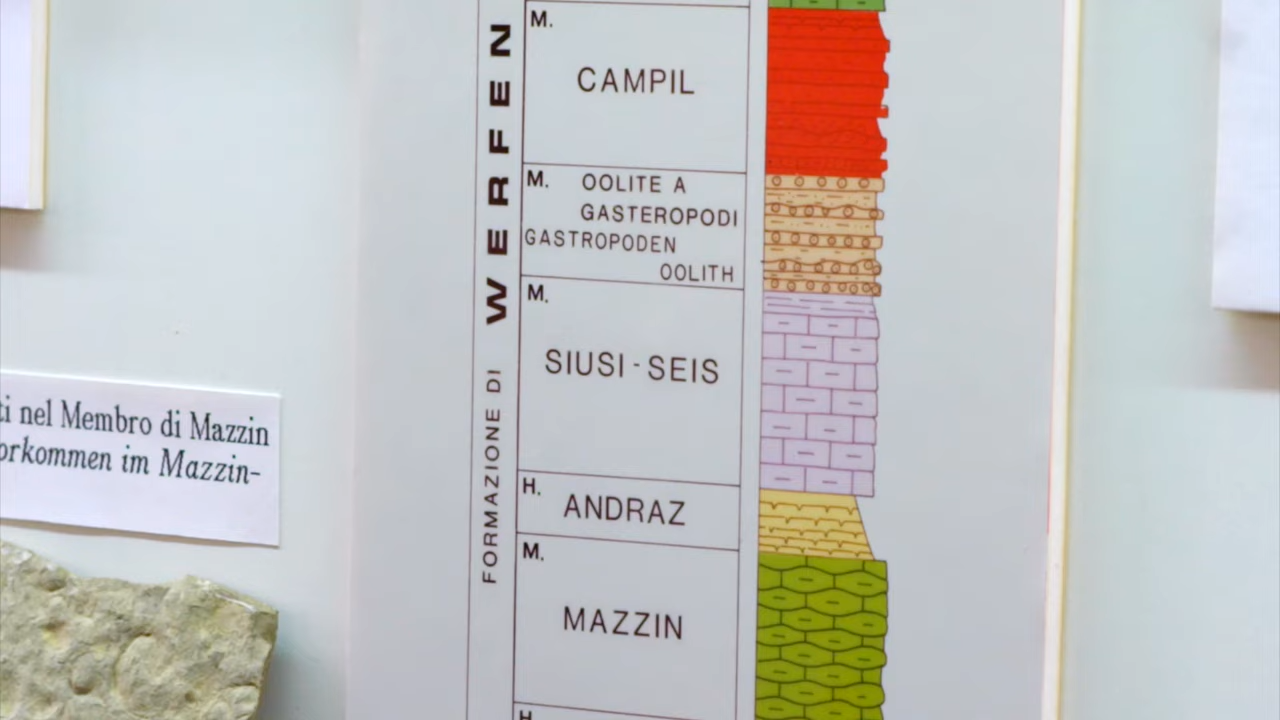 FORMAZIONE DI WERFEN
M.
CAMPIL
M. OOLITE A
GASTEROPODI
GASTROPODEN
OOLITH
M.
SIUSI - SEIS
H.
ANDRAZ
M.
MAZZIN
H.
ti nel Membro di Mazzin
orkommen im Mazzin-